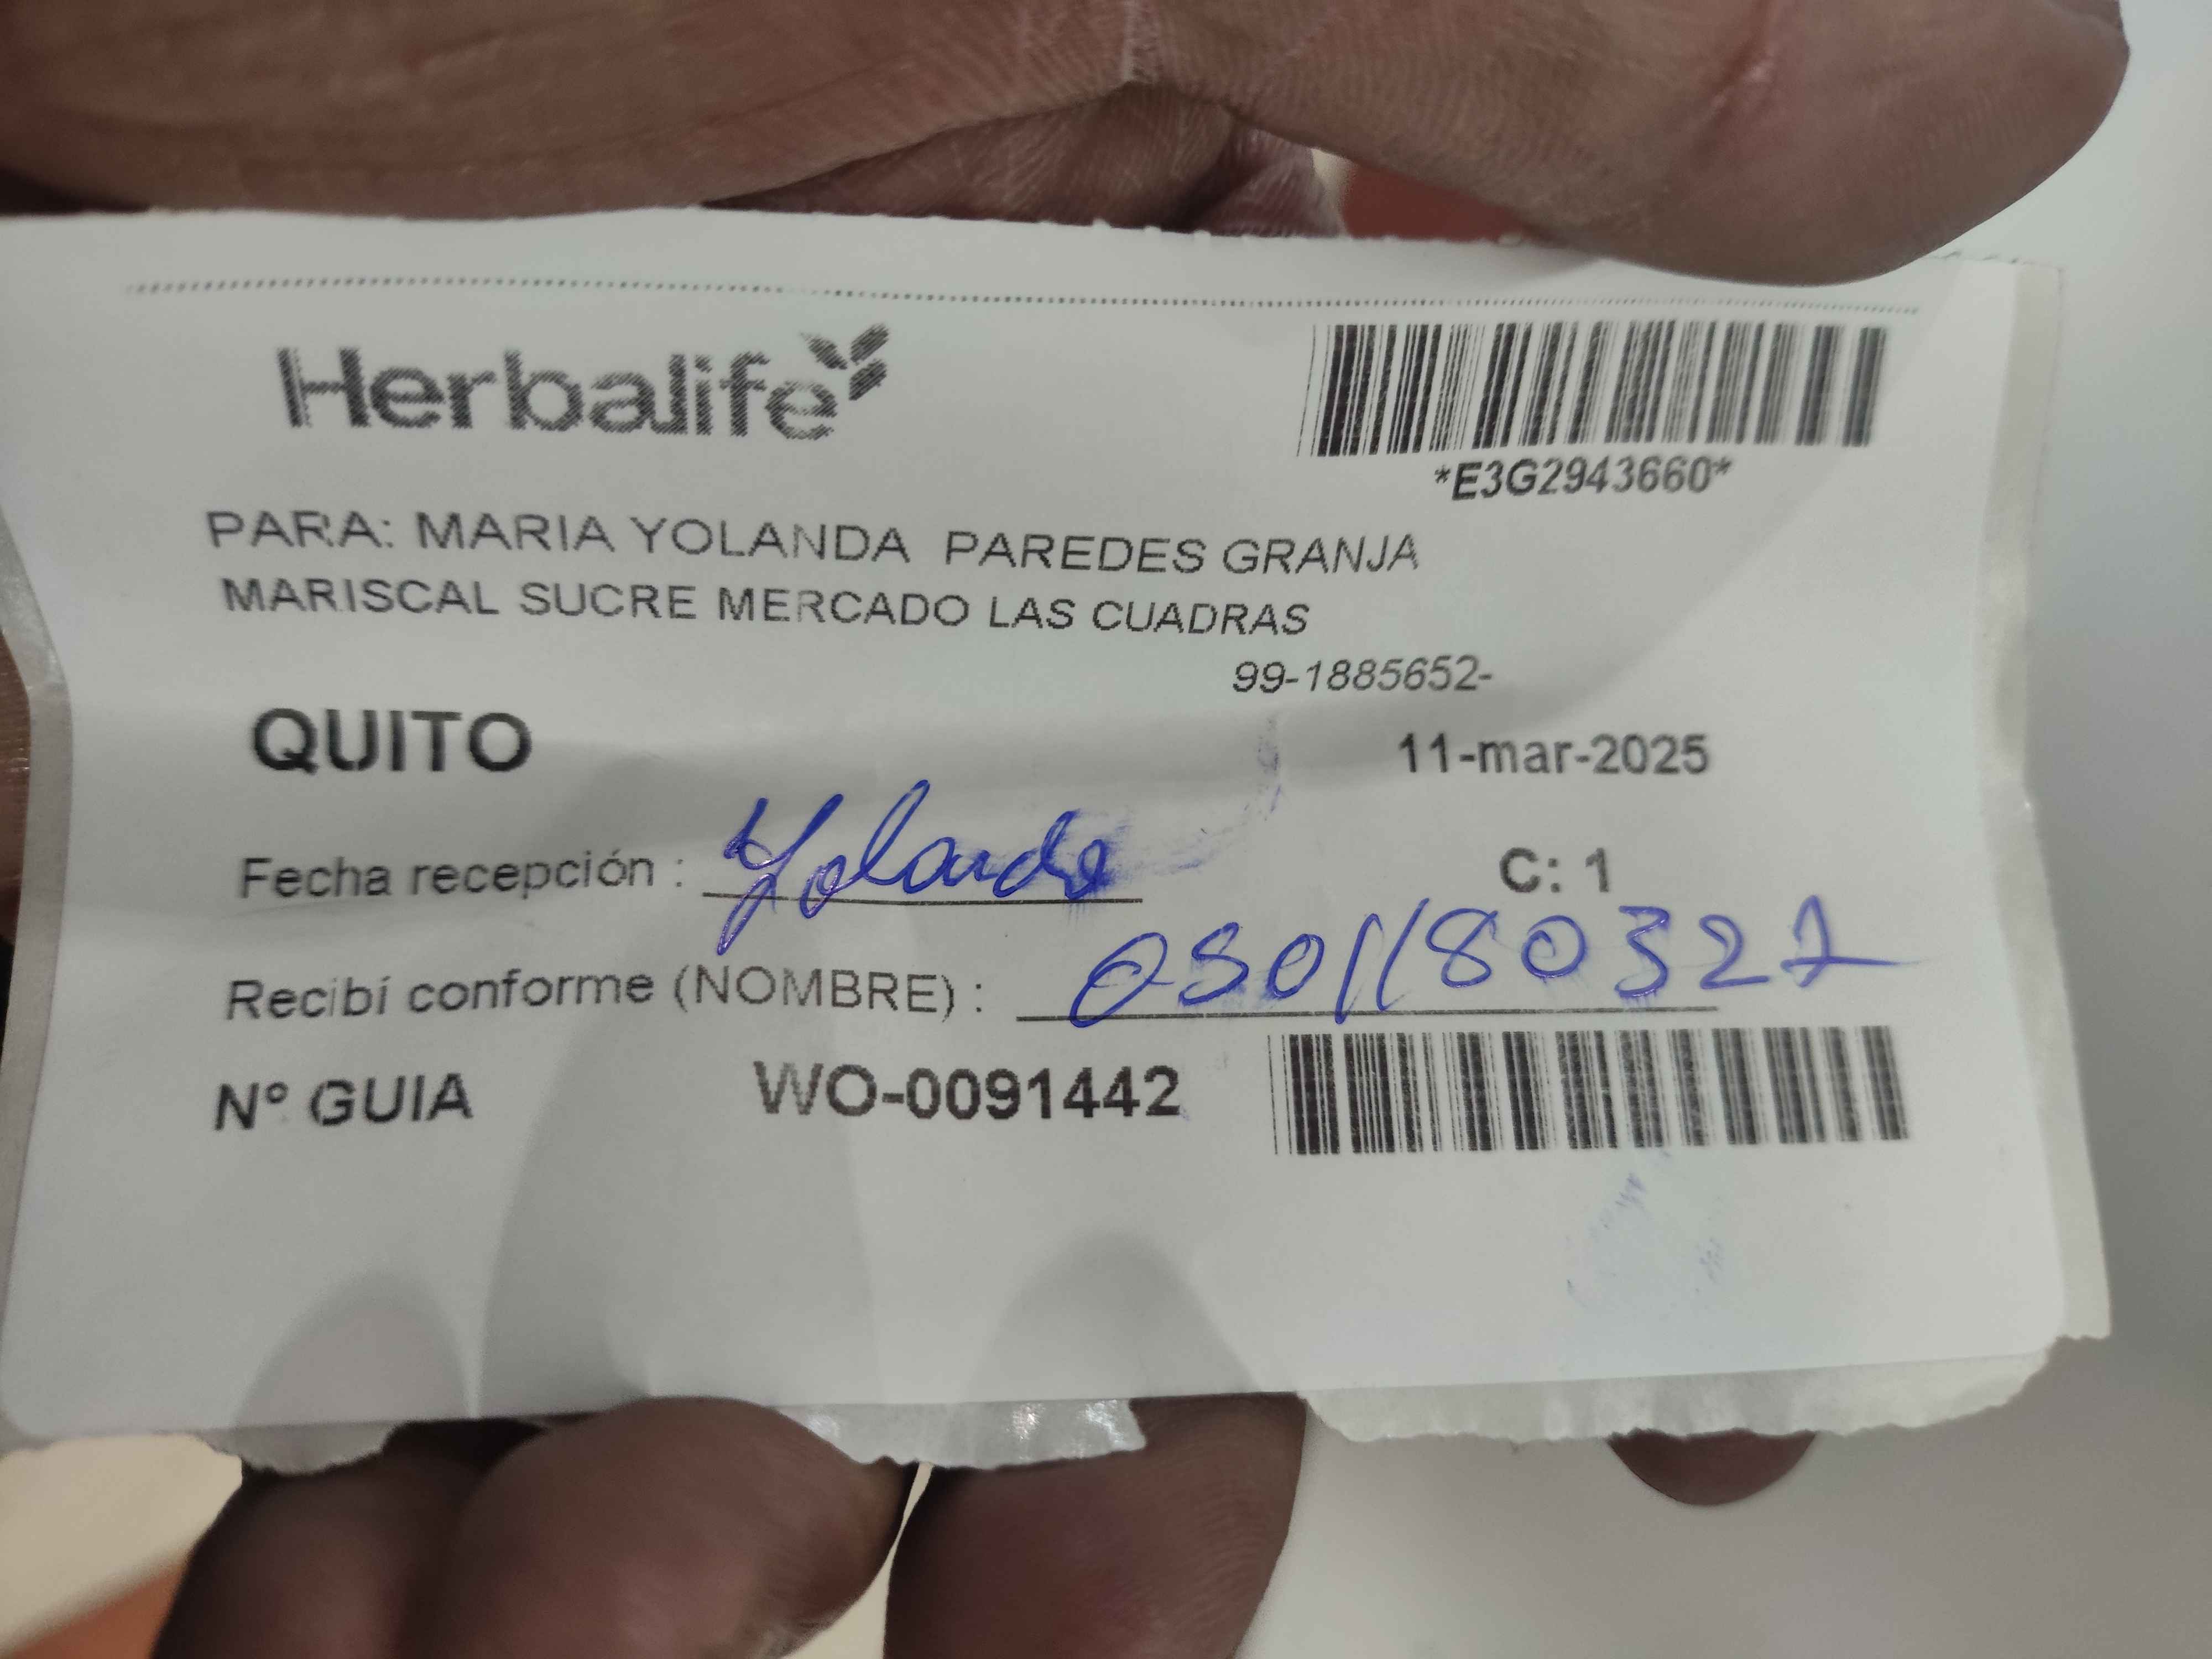 Herbalife
*E3G2943660*
PARA: MARIA YOLANDA PAREDES GRANJA
MARISCAL SUCRE MERCADO LAS CUADRAS
99-1885652-
QUITO
11-mar-2025
Fecha recepción : Yolanda
C: 1
Recibí conforme (NOMBRE) : 0501180327
Nº GUIA WO-0091442